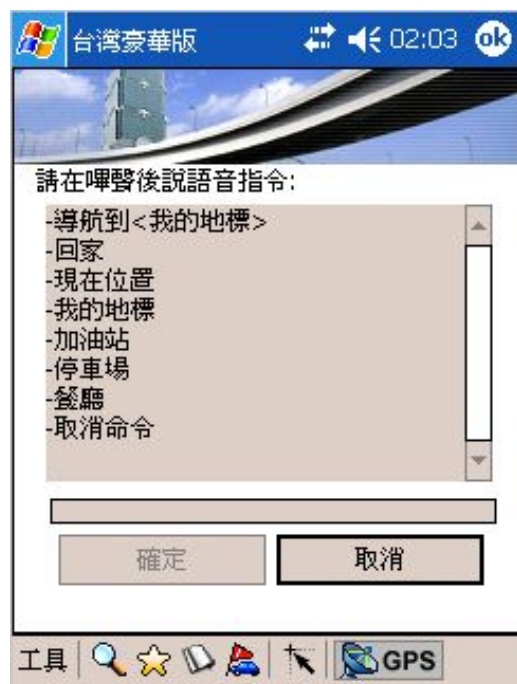 台灣豪華版 02:03 ok
請在嗶聲後說語音指令:
-導航到<我的地標>
-回家
-現在位置
-我的地標
-加油站
-停車場
-餐廳
-取消命令
確定 取消
工具 GPS